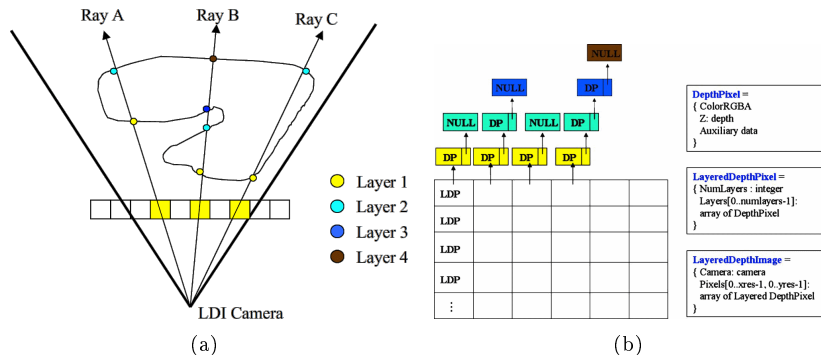 Ray A
Ray B
Ray C
Layer 1
Layer 2
Layer 3
Layer 4
LDI Camera
(a)
NULL
NULL
DP
NULL
DP
NULL
DP
DP
DP
DP
DP
LDP
LDP
LDP
LDP
⋮
DepthPixel =
{ ColorRGBA
Z: depth
Auxiliary data
}
LayeredDepthPixel =
{ NumLayers : integer
Layers[0..numlayers-1]:
array of DepthPixel
}
LayeredDepthImage =
{ Camera: camera
Pixels[0..xres-1, 0..yres-1]:
array of Layered DepthPixel
}
(b)